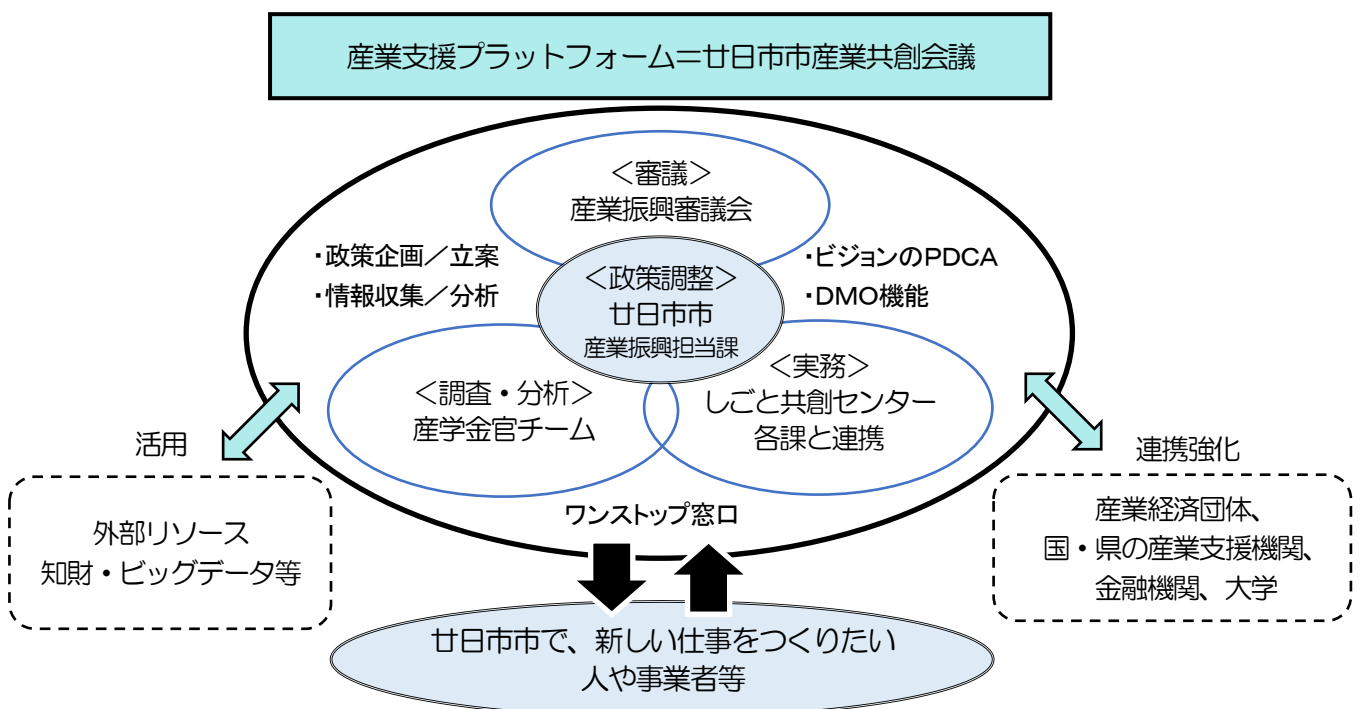 産業支援プラットフォーム＝廿日市市産業共創会議
＜審議＞
産業振興審議会
・政策企画／立案
・情報収集／分析
＜政策調整＞
廿日市市
産業振興担当課
・ビジョンのPDCA
・DMO機能
＜調査・分析＞
産学金官チーム
＜実務＞
しごと共創センター
各課と連携
活用
外部リソース
知財・ビッグデータ等
連携強化
産業経済団体、
国・県の産業支援機関、
金融機関、大学
ワンストップ窓口
廿日市市で、新しい仕事をつくりたい
人や事業者等